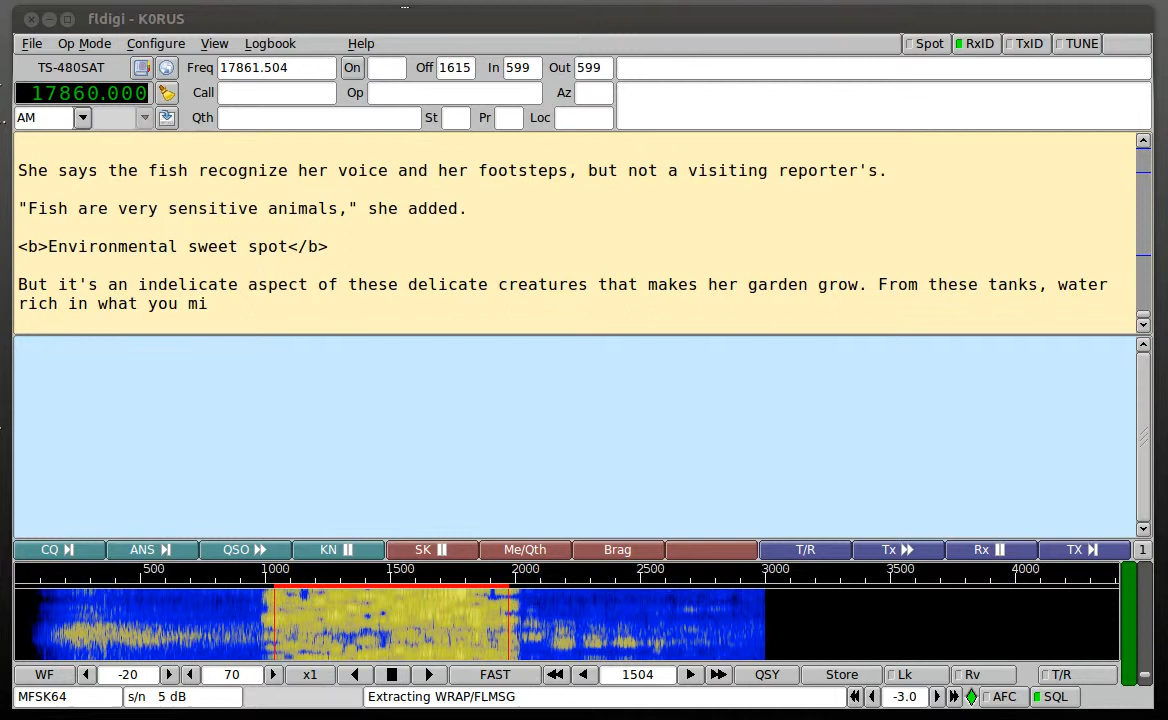 fldigi - K0RUS
File Op Mode Configure View Logbook Help Spot RxID TxID TUNE
TS-480SAT Freq 17861.504 On Off 1615 In 599 Out 599
17860.000 Call Op Az
AM Qth St Pr Loc
She says the fish recognize her voice and her footsteps, but not a visiting reporter's.
"Fish are very sensitive animals," she added.
<b>Environmental sweet spot</b>
But it's an indelicate aspect of these delicate creatures that makes her garden grow. From these tanks, water
rich in what you mi
CQ ANS QSO KN SK Me/Qth Brag T/R Tx Rx TX 1
500 1000 1500 2000 2500 3000 3500 4000
WF -20 70 x1 FAST 1504 QSY Store Lk Rv T/R
MFSK64 s/n 5 dB Extracting WRAP/FLMSG -3.0 AFC SQL